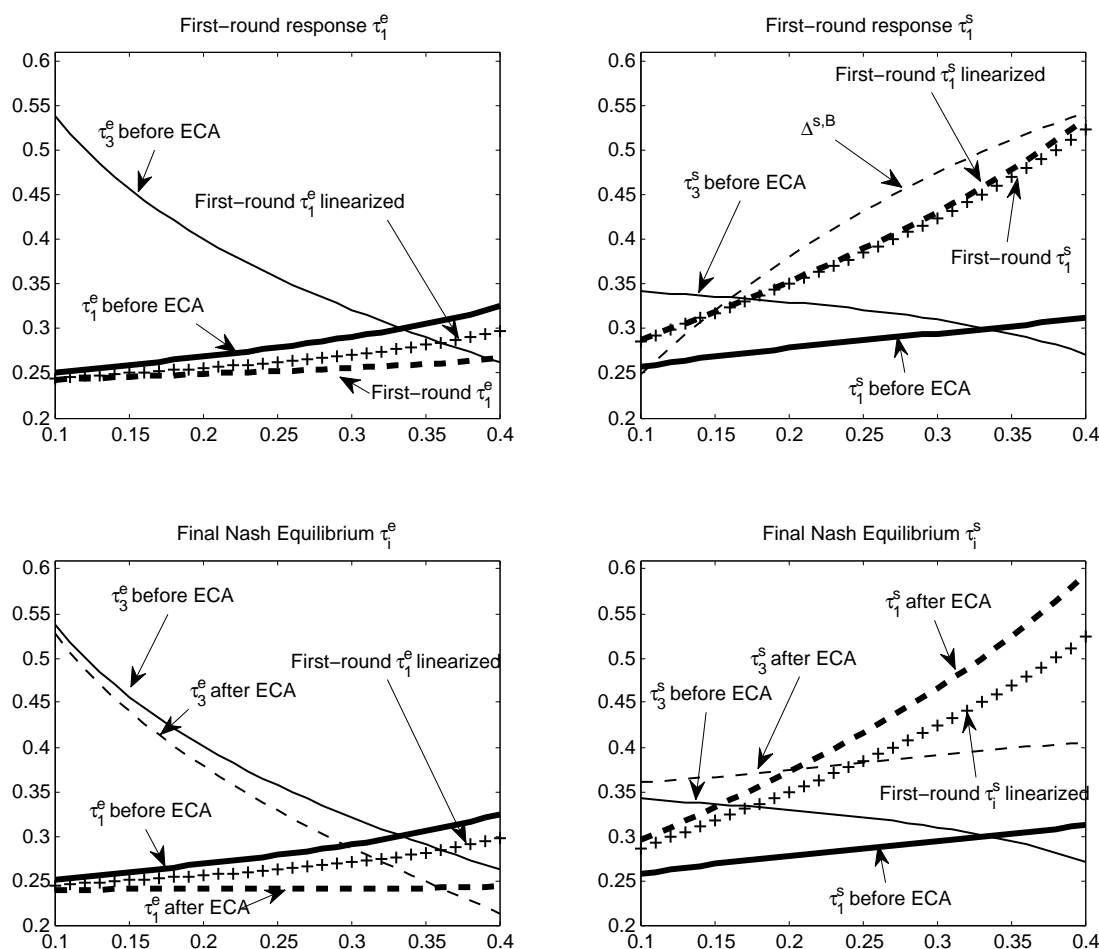 First−round response τ₁ᵉ
0.6
0.55
0.5
0.45
0.4
0.35
0.3
0.25
0.2
0.1 0.15 0.2 0.25 0.3 0.35 0.4
τ₃ᵉ before ECA
First−round τ₁ᵉ linearized
τ₁ᵉ before ECA
First−round τ₁ᵉ
First−round response τ₁ˢ
0.6
0.55
0.5
0.45
0.4
0.35
0.3
0.25
0.2
0.1 0.15 0.2 0.25 0.3 0.35 0.4
First−round τ₁ˢ linearized
Δˢ,ᴮ
τ₃ˢ before ECA
First−round τ₁ˢ
τ₁ˢ before ECA
Final Nash Equilibrium τᵢᵉ
0.6
0.55
0.5
0.45
0.4
0.35
0.3
0.25
0.2
0.1 0.15 0.2 0.25 0.3 0.35 0.4
τ₃ᵉ before ECA
First−round τ₁ᵉ linearized
τ₃ᵉ after ECA
τ₁ᵉ before ECA
τ₁ᵉ after ECA
Final Nash Equilibrium τᵢˢ
0.6
0.55
0.5
0.45
0.4
0.35
0.3
0.25
0.2
0.1 0.15 0.2 0.25 0.3 0.35 0.4
τ₁ˢ after ECA
τ₃ˢ after ECA
τ₃ˢ before ECA
First−round τᵢˢ linearized
τ₁ˢ before ECA